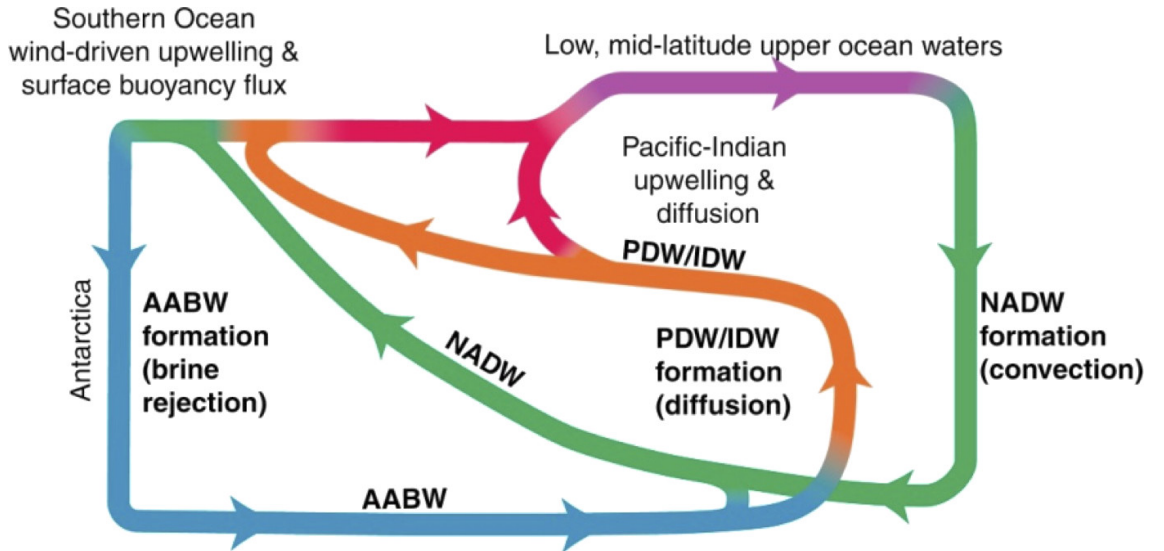 Southern Ocean
wind-driven upwelling &
surface buoyancy flux
Low, mid-latitude upper ocean waters
Pacific-Indian
upwelling &
diffusion
PDW/IDW
Antarctica
AABW
formation
(brine
rejection)
NADW
PDW/IDW
formation
(diffusion)
NADW
formation
(convection)
AABW